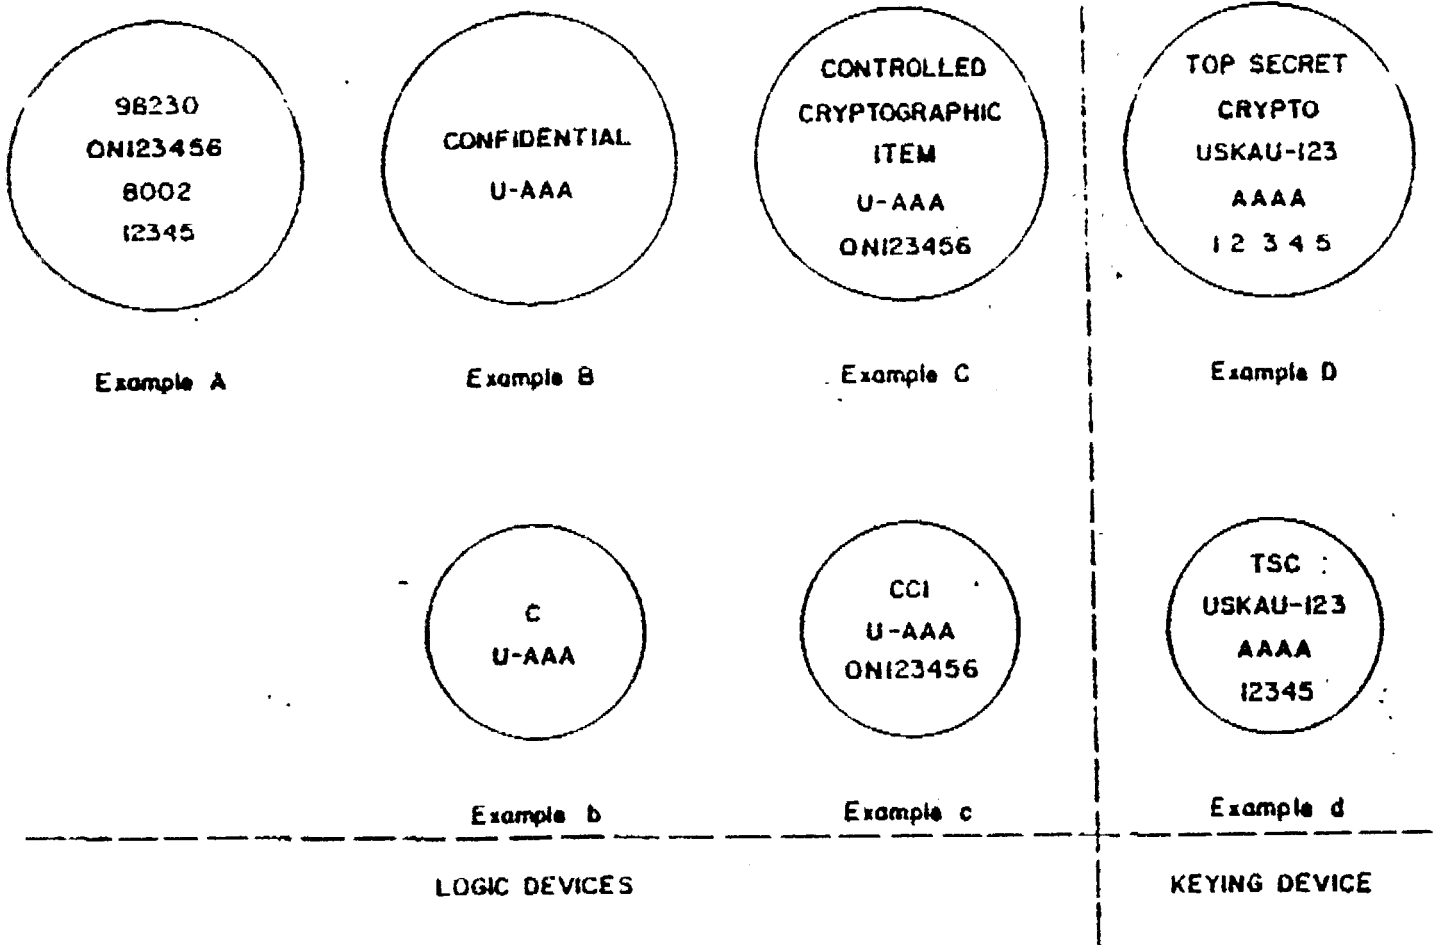 98230
ON123456
8002
12345
Example A
CONFIDENTIAL
U-AAA
Example B
CONTROLLED
CRYPTOGRAPHIC
ITEM
U-AAA
ON123456
Example C
TOP SECRET
CRYPTO
USKAU-123
AAAA
1 2 3 4 5
Example D
C
U-AAA
Example b
CCI
U-AAA
ON123456
Example c
TSC
USKAU-123
AAAA
12345
Example d
LOGIC DEVICES
KEYING DEVICE